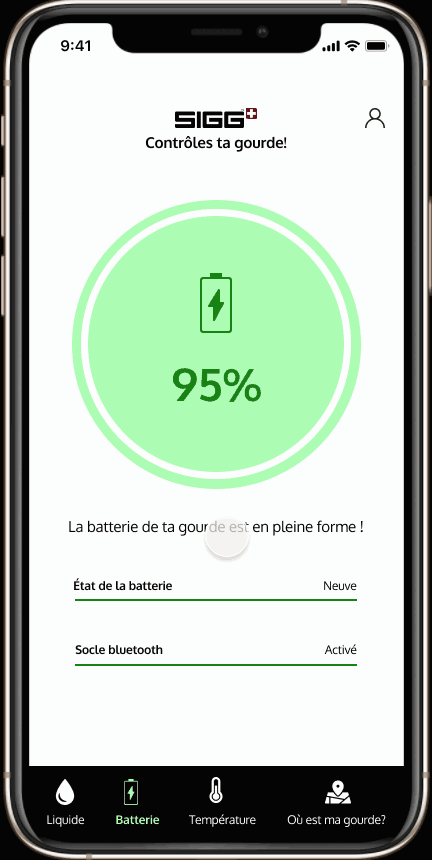 9:41
SIGG
Contrôles ta gourde!
95%
La batterie de ta gourde est en pleine forme !
État de la batterie Neuve
Socle bluetooth Activé
Liquide Batterie Température Où est ma gourde?